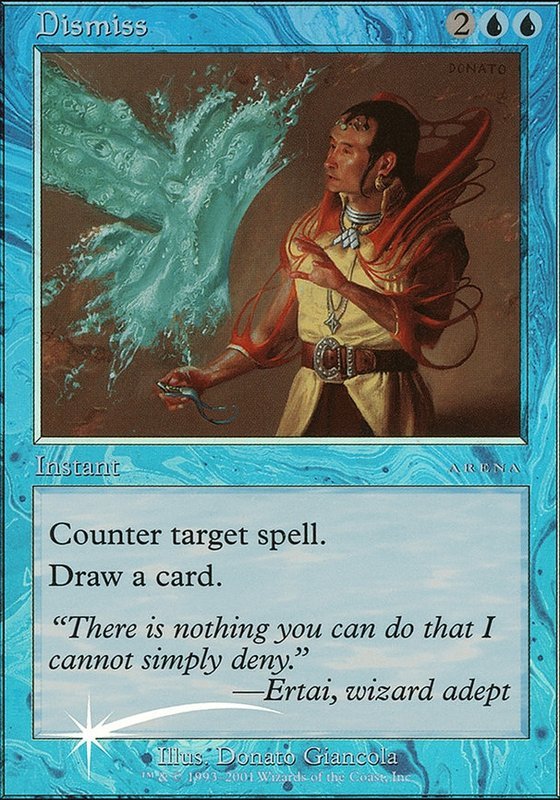 Dismiss 2
DONATO
Instant ARENA
Counter target spell.
Draw a card.
“There is nothing you can do that I
cannot simply deny.”
—Ertai, wizard adept
Illus. Donato Giancola
™ & © 1993–2001 Wizards of the Coast, Inc.